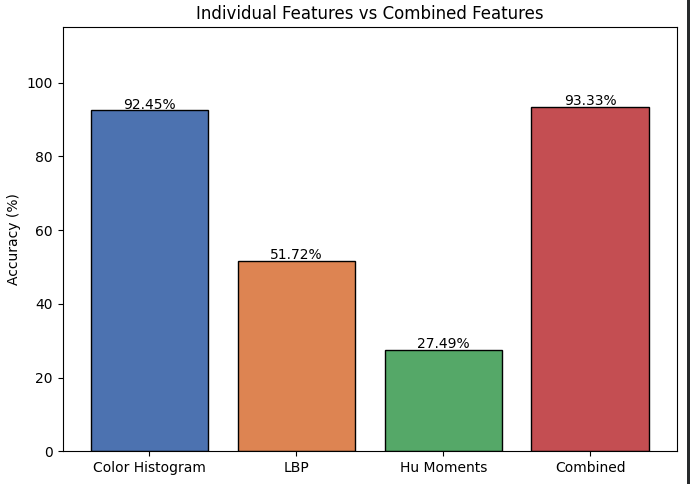 Individual Features vs Combined Features
Accuracy (%)
100
80
60
40
20
0
92.45%
51.72%
27.49%
93.33%
Color Histogram
LBP
Hu Moments
Combined